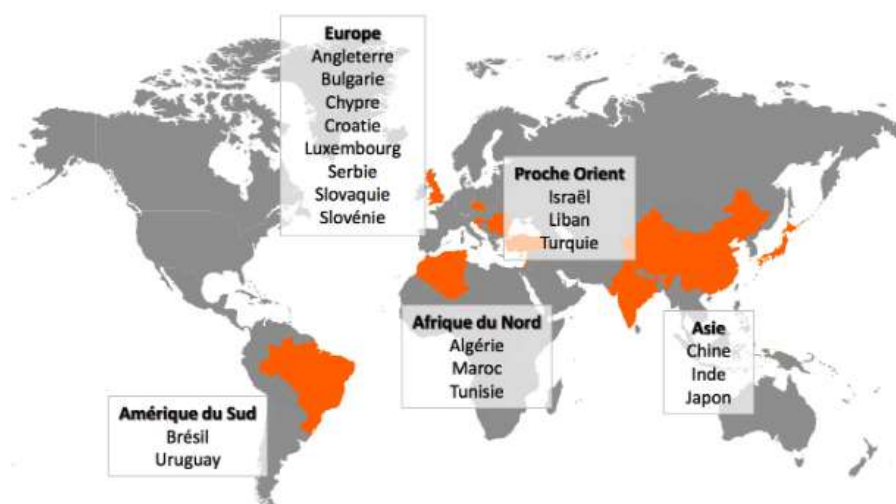 Europe
Angleterre
Bulgarie
Chypre
Croatie
Luxembourg
Serbie
Slovaquie
Slovénie
Proche Orient
Israël
Liban
Turquie
Afrique du Nord
Algérie
Maroc
Tunisie
Asie
Chine
Inde
Japon
Amérique du Sud
Brésil
Uruguay